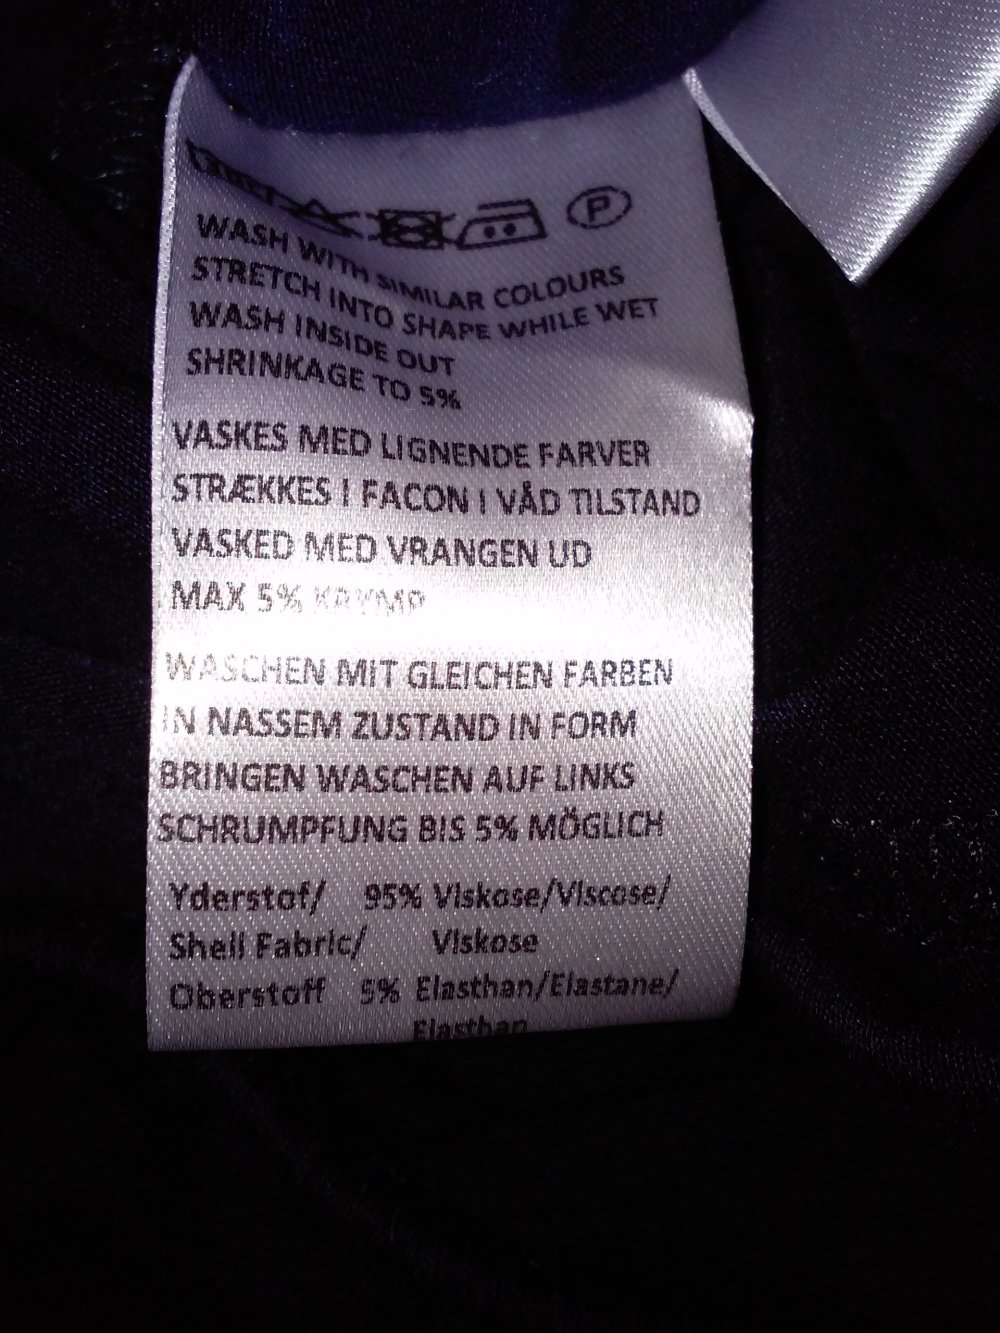 P
WASH WITH SIMILAR COLOURS
STRETCH INTO SHAPE WHILE WET
WASH INSIDE OUT
SHRINKAGE TO 5%
VASKES MED LIGNENDE FARVER
STRÆKKES I FACON I VÅD TILSTAND
VASKED MED VRANGEN UD
MAX 5% KRYMP
WASCHEN MIT GLEICHEN FARBEN
IN NASSEM ZUSTAND IN FORM
BRINGEN WASCHEN AUF LINKS
SCHRUMPFUNG BIS 5% MÖGLICH
Yderstof/ 95% Viskose/Viscose/
Shell Fabric/ Viskose
Oberstoff 5% Elasthan/Elastane/
Elasthan